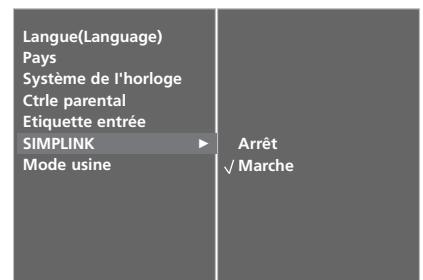 Langue(Language)
Pays
Système de l'horloge
Ctrle parental
Etiquette entrée
SIMPLINK ►
Mode usine
Arrêt
√ Marche